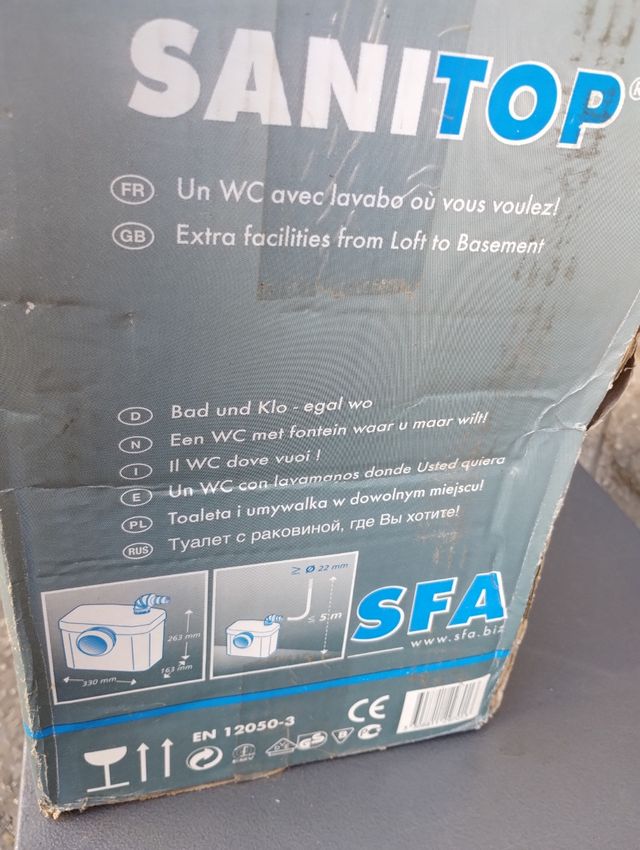 SANITOP®
FR Un WC avec lavabo où vous voulez!
GB Extra facilities from Loft to Basement
D Bad und Klo - egal wo
N Een WC met fontein waar u maar wilt!
I Il WC dove vuoi !
E Un WC con lavamanos donde Usted quiera
PL Toaleta i umywalka w dowolnym miejscu!
RUS Туалет с раковиной, где Вы хотите!
≥ Ø 22 mm
≤ 5 m
263 mm
163 mm
330 mm
SFA
www.sfa.biz
EN 12050-3
CE
GS